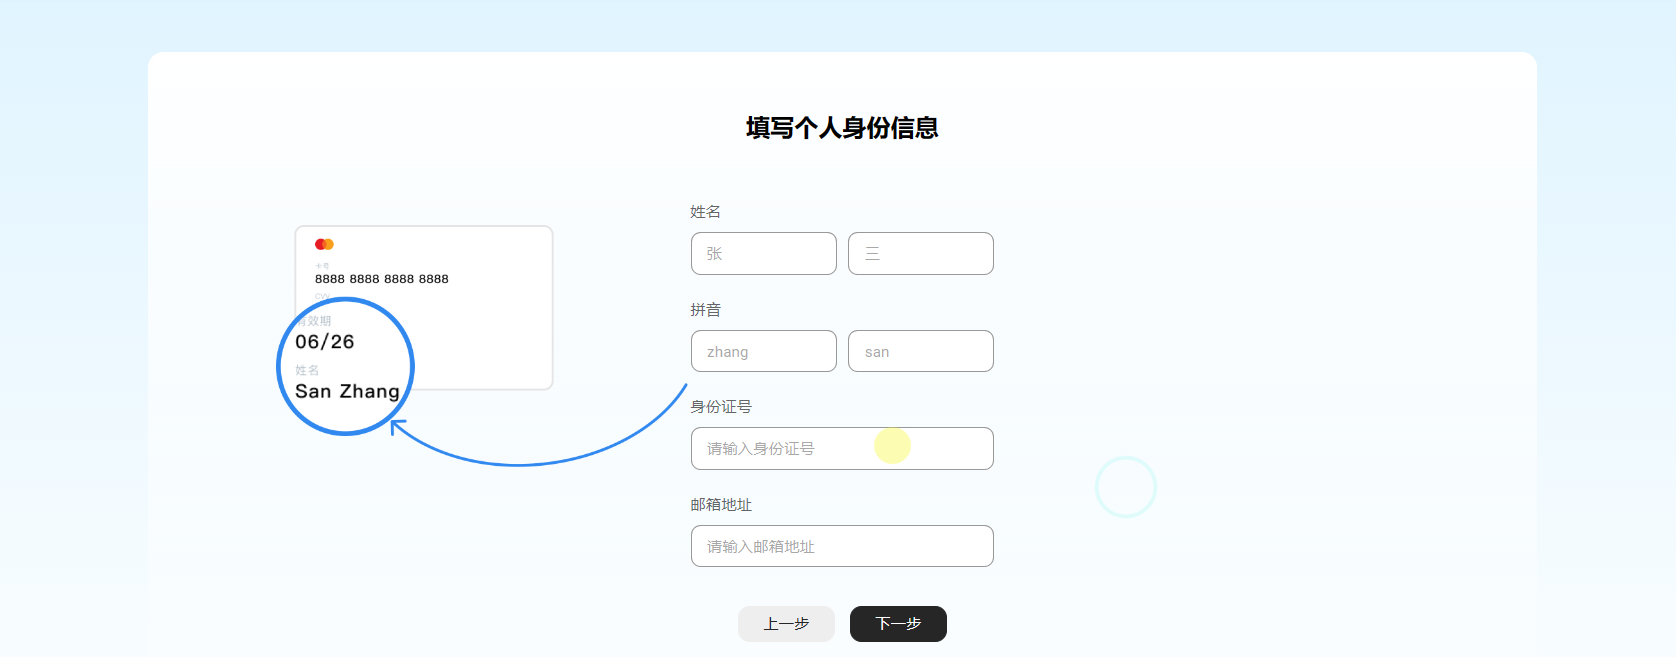 填写个人身份信息
卡号
8888 8888 8888 8888
CVV
有效期
06/26
姓名
San Zhang
姓名
张 三
拼音
zhang san
身份证号
请输入身份证号
邮箱地址
请输入邮箱地址
上一步 下一步